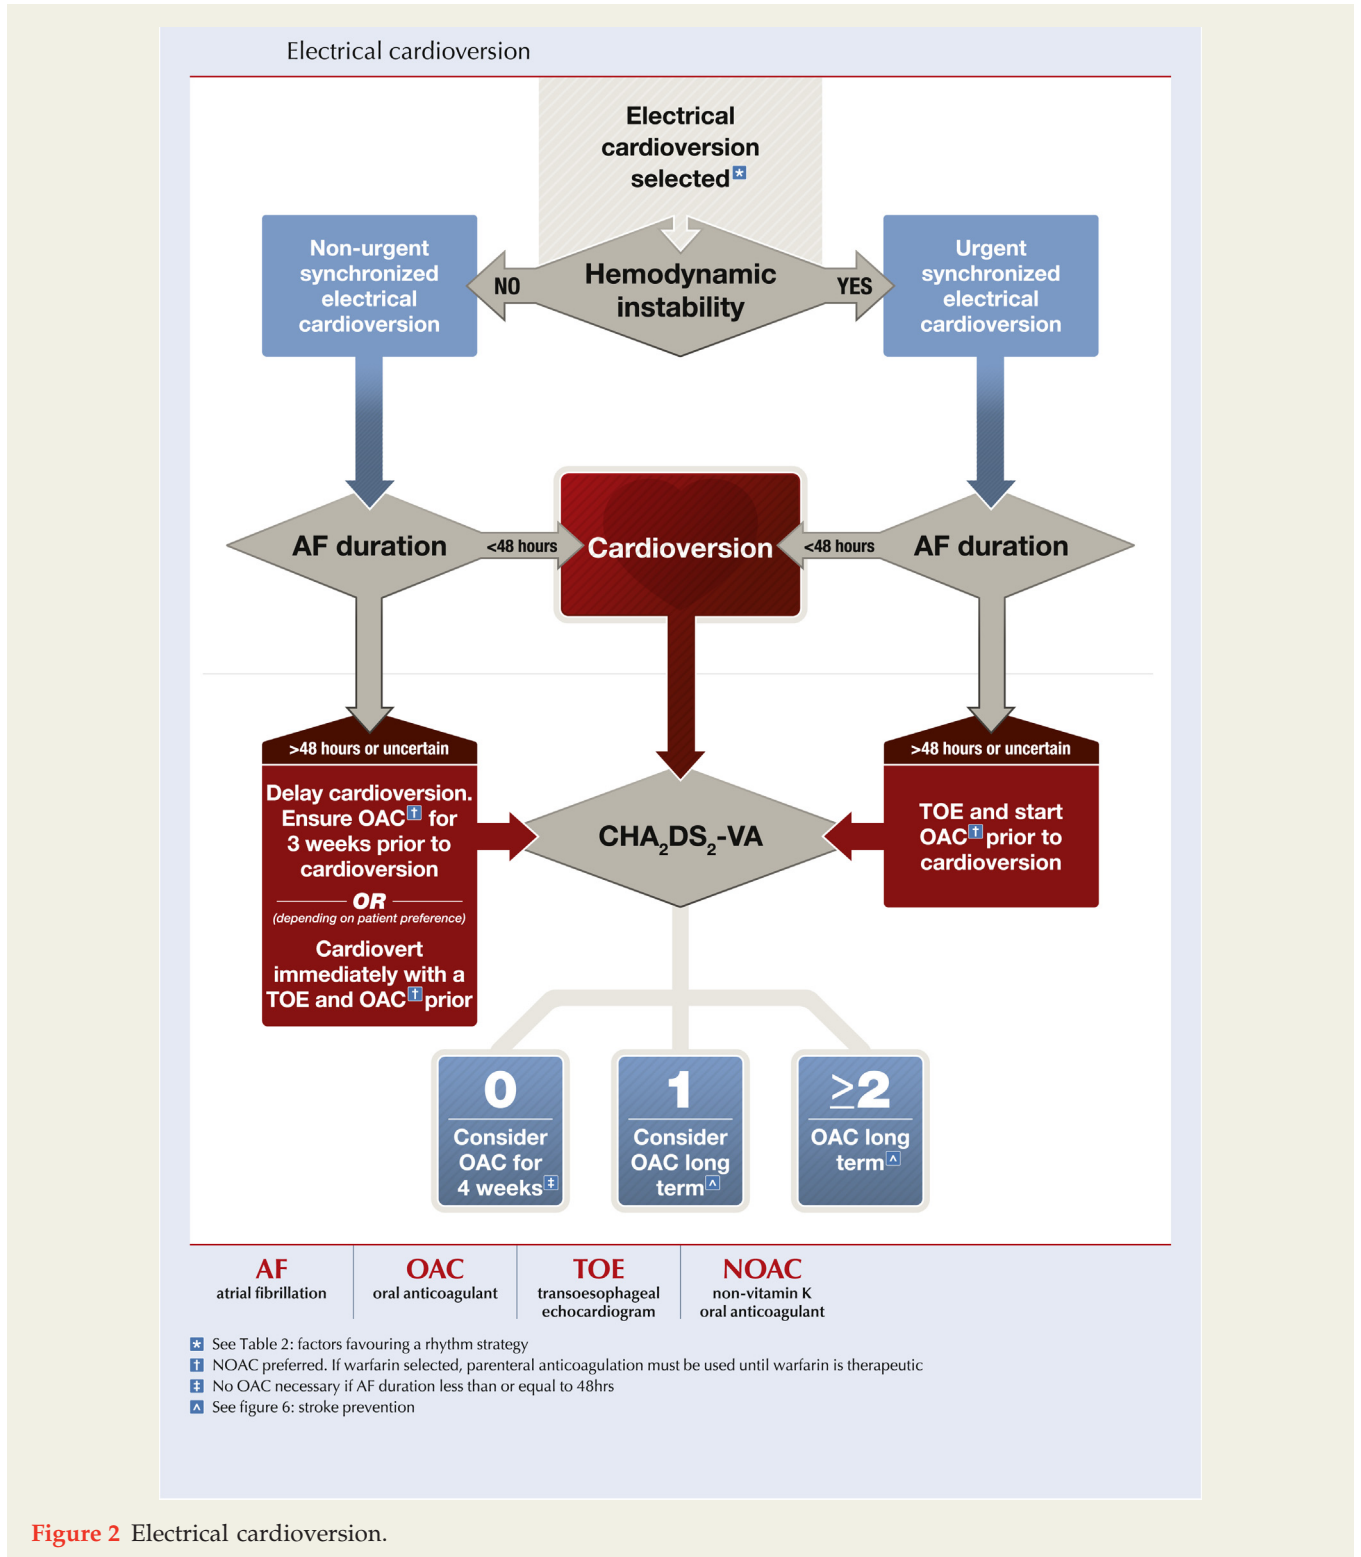 Electrical cardioversion
Electrical
cardioversion
selected*
Non-urgent
synchronized
electrical
cardioversion
NO
Hemodynamic
instability
YES
Urgent
synchronized
electrical
cardioversion
AF duration
<48 hours
Cardioversion
<48 hours
AF duration
>48 hours or uncertain
Delay cardioversion.
Ensure OAC† for
3 weeks prior to
cardioversion
OR
(depending on patient preference)
Cardiovert
immediately with a
TOE and OAC† prior
CHA₂DS₂-VA
>48 hours or uncertain
TOE and start
OAC† prior to
cardioversion
0
Consider
OAC for
4 weeks‡
1
Consider
OAC long
term^
≥2
OAC long
term^
AF
atrial fibrillation
OAC
oral anticoagulant
TOE
transoesophageal
echocardiogram
NOAC
non-vitamin K
oral anticoagulant
* See Table 2: factors favouring a rhythm strategy
† NOAC preferred. If warfarin selected, parenteral anticoagulation must be used until warfarin is therapeutic
‡ No OAC necessary if AF duration less than or equal to 48hrs
^ See figure 6: stroke prevention
Figure 2 Electrical cardioversion.